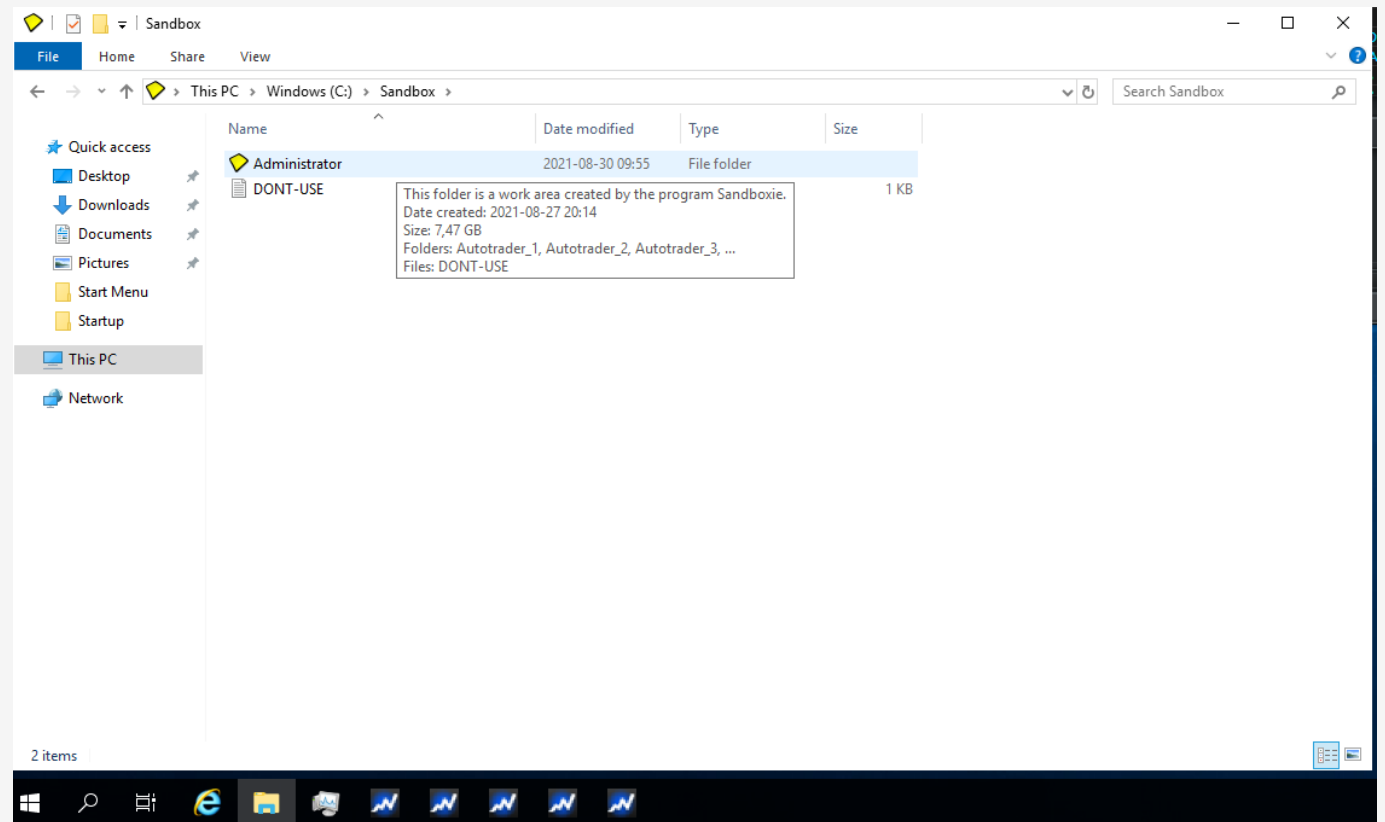 Sandbox
File Home Share View
This PC > Windows (C:) > Sandbox >
Search Sandbox
Name Date modified Type Size
Quick access
Desktop
Downloads
Documents
Pictures
Start Menu
Startup
This PC
Network
Administrator 2021-08-30 09:55 File folder
DONT-USE 1 KB
This folder is a work area created by the program Sandboxie.
Date created: 2021-08-27 20:14
Size: 7,47 GB
Folders: Autotrader_1, Autotrader_2, Autotrader_3, ...
Files: DONT-USE
2 items